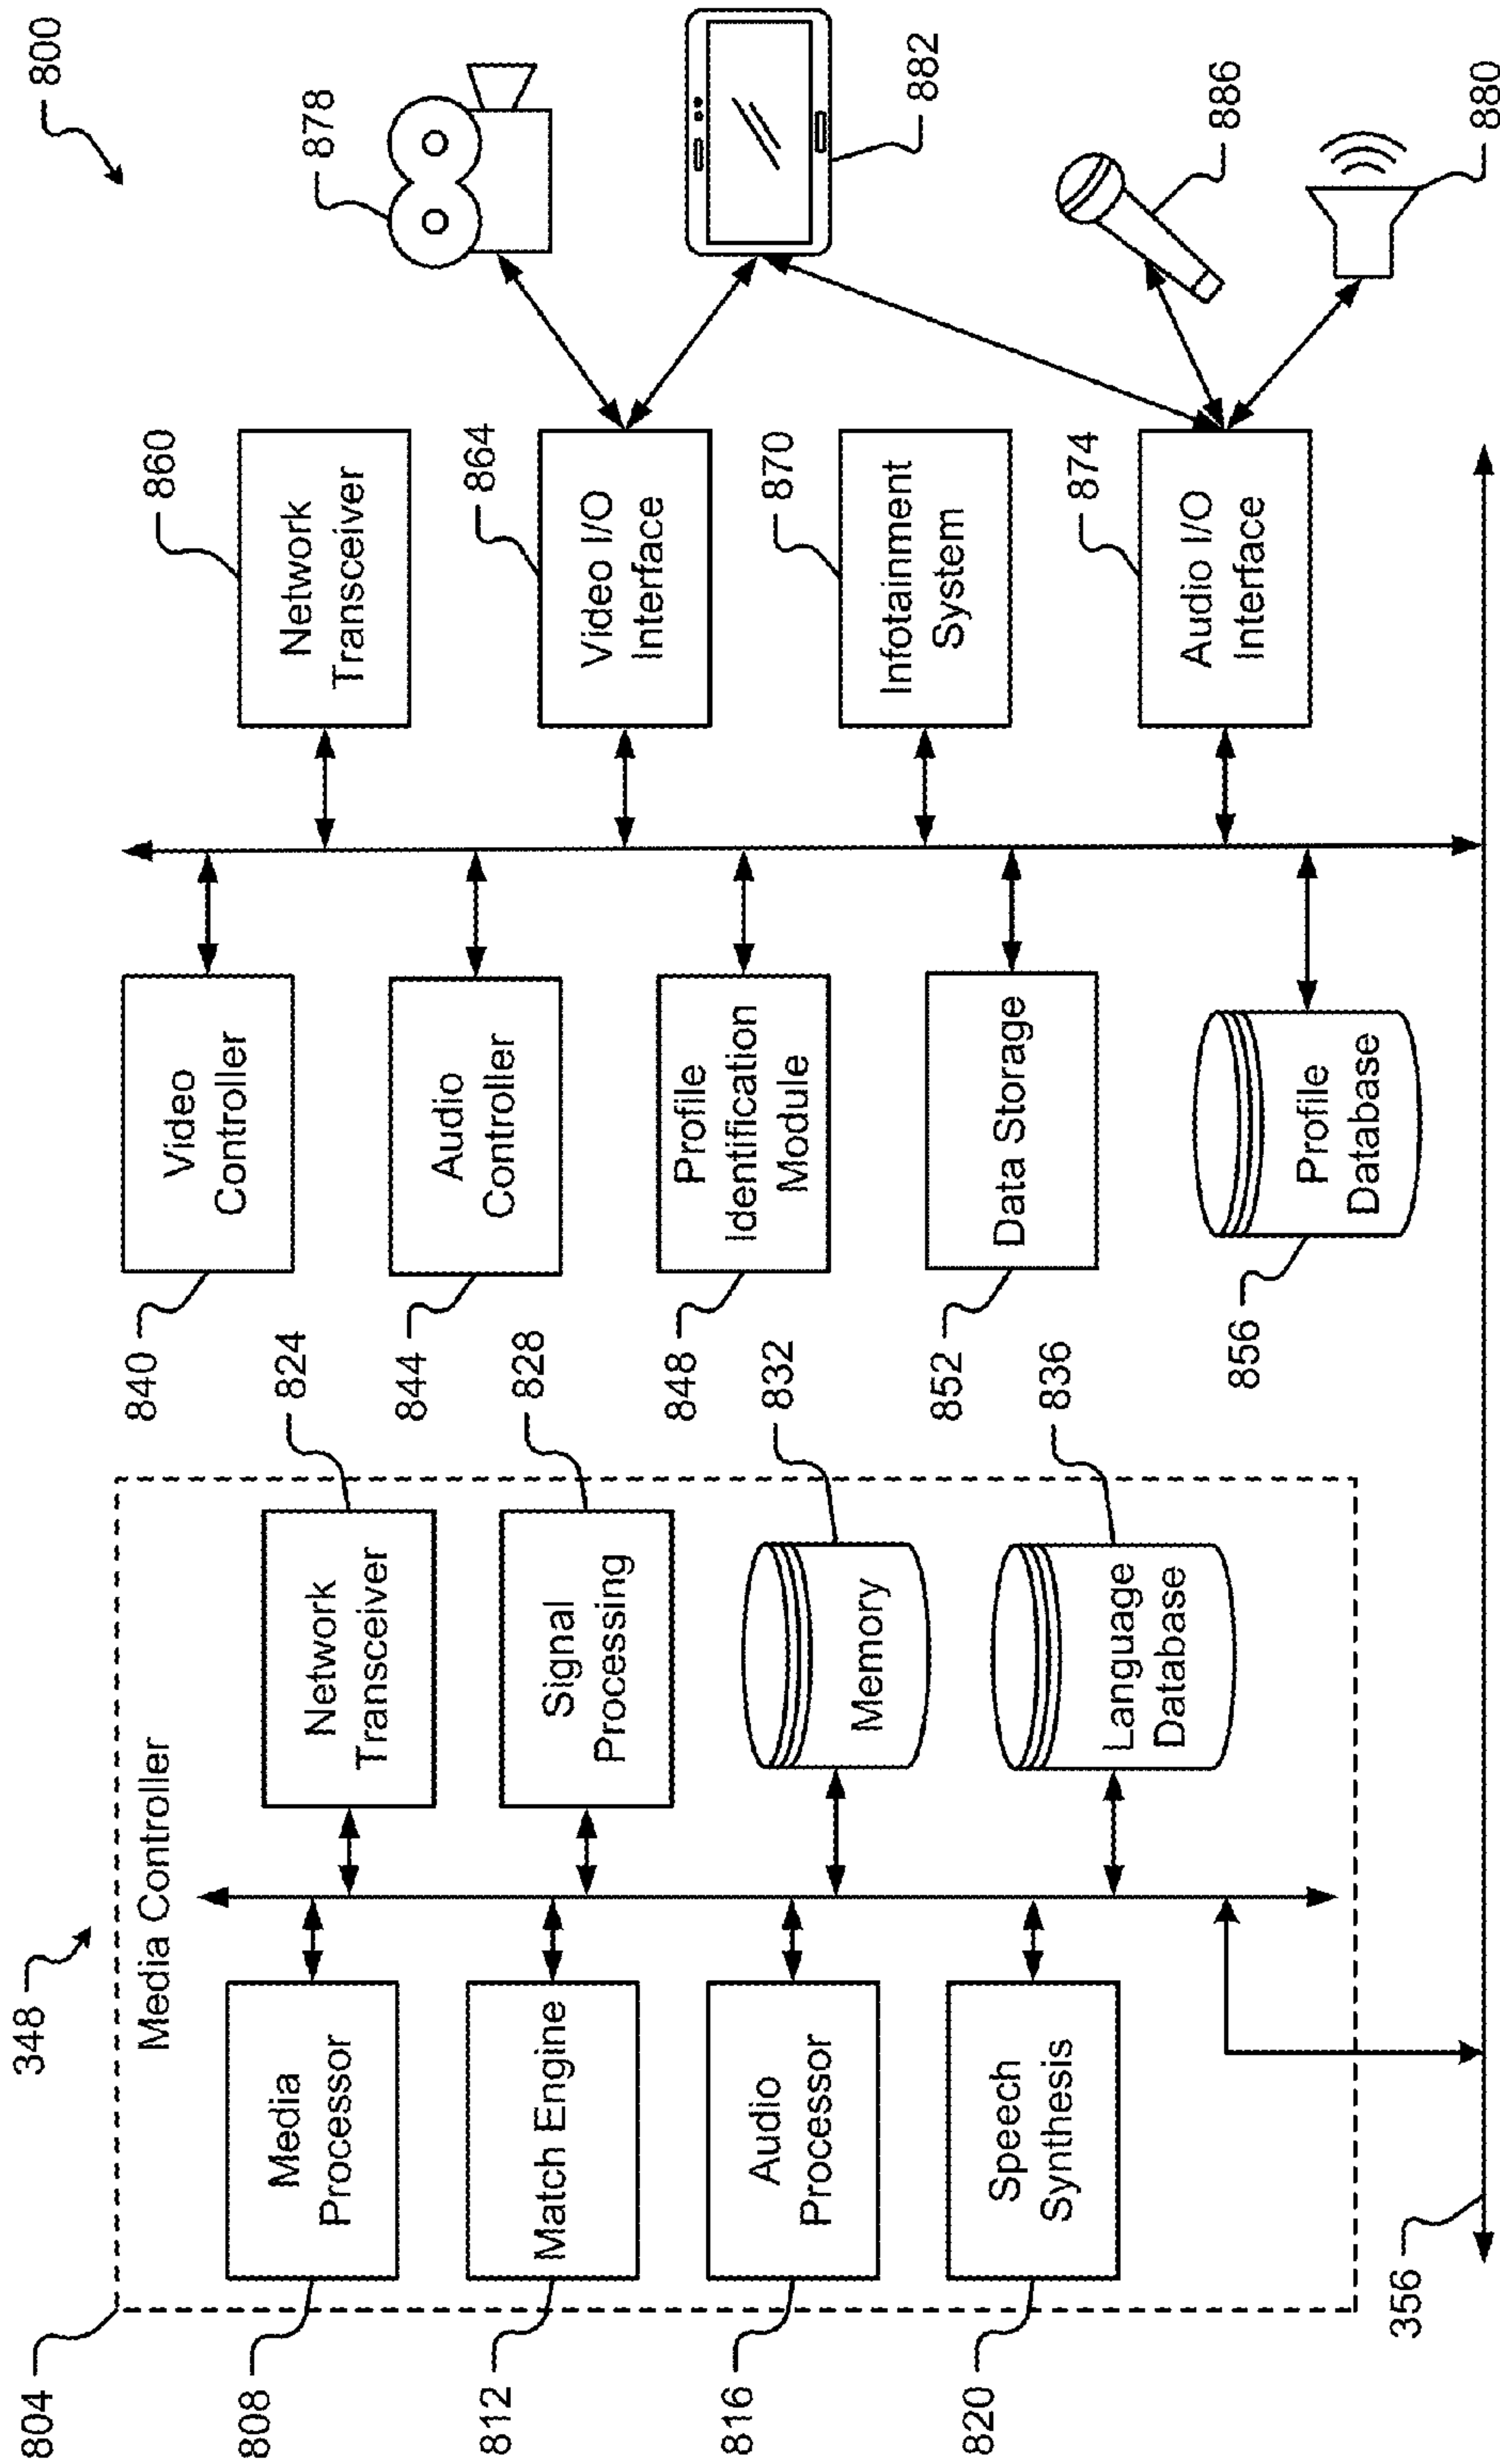 800
348
Media Controller
804
808
Media
Processor
812
Match Engine
816
Audio
Processor
820
Speech
Synthesis
824
Network
Transceiver
828
Signal
Processing
832
Memory
836
Language
Database
840
Video
Controller
844
Audio
Controller
848
Profile
Identification
Module
852
Data Storage
856
Profile
Database
860
Network
Transceiver
864
Video I/O
Interface
870
Infotainment
System
874
Audio I/O
Interface
878
882
886
880
356